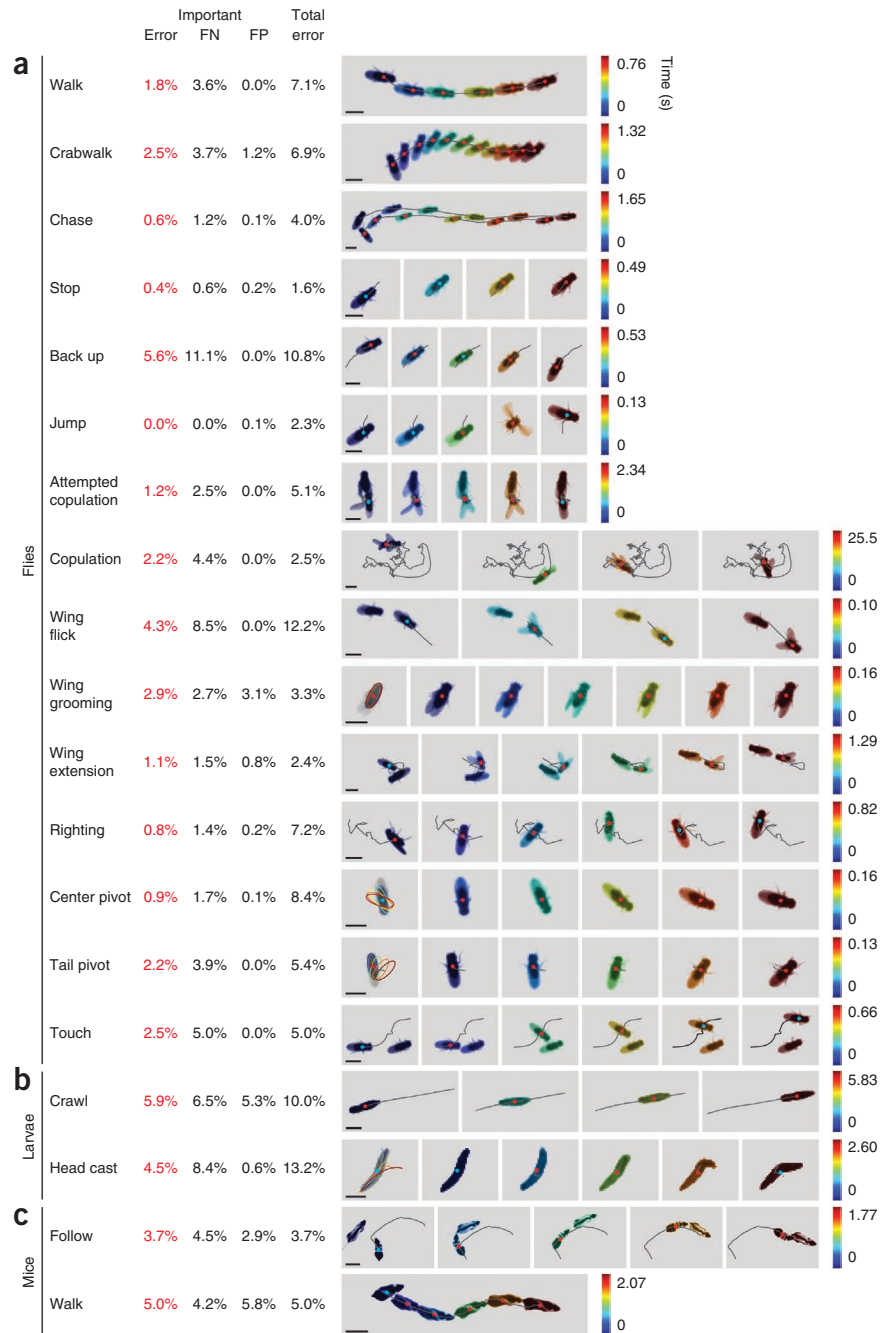 Important
Total
Error FN FP error
a
Time (s)
Flies
Walk 1.8% 3.6% 0.0% 7.1% 0.76 0
Crabwalk 2.5% 3.7% 1.2% 6.9% 1.32 0
Chase 0.6% 1.2% 0.1% 4.0% 1.65 0
Stop 0.4% 0.6% 0.2% 1.6% 0.49 0
Back up 5.6% 11.1% 0.0% 10.8% 0.53 0
Jump 0.0% 0.0% 0.1% 2.3% 0.13 0
Attempted
copulation 1.2% 2.5% 0.0% 5.1% 2.34 0
Copulation 2.2% 4.4% 0.0% 2.5% 25.5 0
Wing
flick 4.3% 8.5% 0.0% 12.2% 0.10 0
Wing
grooming 2.9% 2.7% 3.1% 3.3% 0.16 0
Wing
extension 1.1% 1.5% 0.8% 2.4% 1.29 0
Righting 0.8% 1.4% 0.2% 7.2% 0.82 0
Center pivot 0.9% 1.7% 0.1% 8.4% 0.16 0
Tail pivot 2.2% 3.9% 0.0% 5.4% 0.13 0
Touch 2.5% 5.0% 0.0% 5.0% 0.66 0
b
Larvae
Crawl 5.9% 6.5% 5.3% 10.0% 5.83 0
Head cast 4.5% 8.4% 0.6% 13.2% 2.60 0
c
Mice
Follow 3.7% 4.5% 2.9% 3.7% 1.77 0
Walk 5.0% 4.2% 5.8% 5.0% 2.07 0